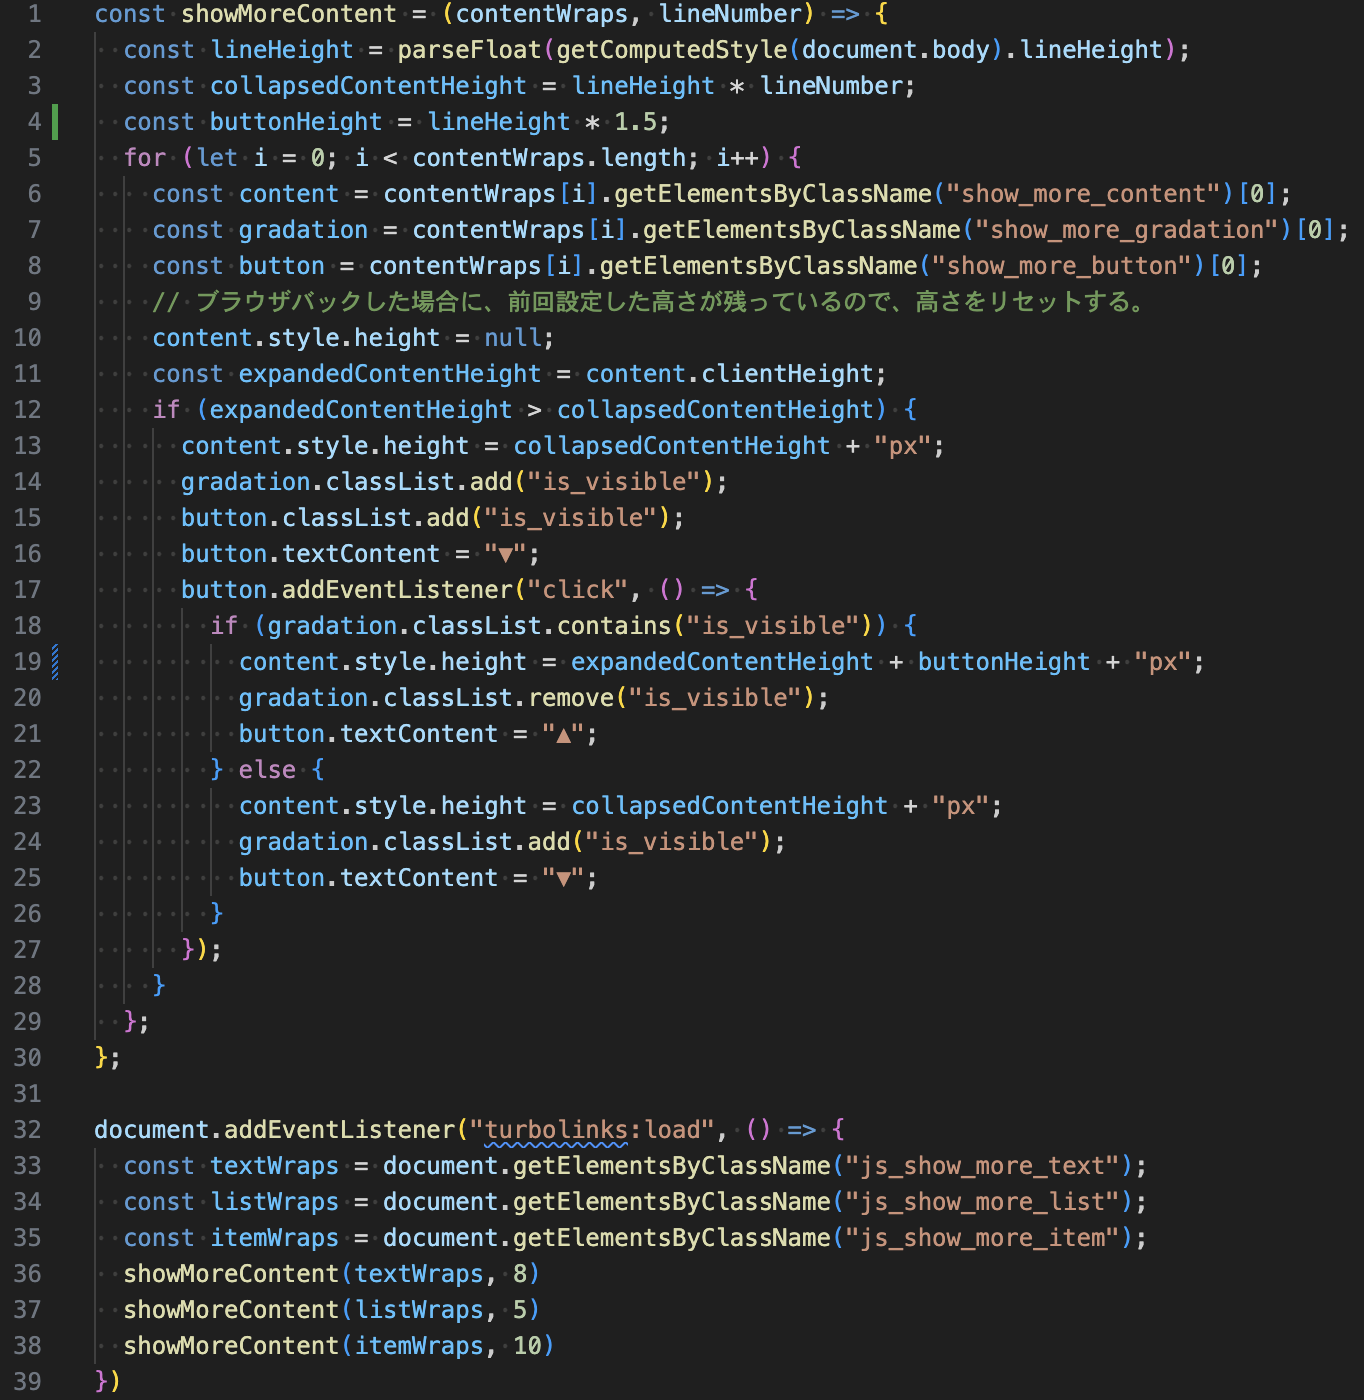 1 const showMoreContent = (contentWraps, lineNumber) => {
2   const lineHeight = parseFloat(getComputedStyle(document.body).lineHeight);
3   const collapsedContentHeight = lineHeight * lineNumber;
4   const buttonHeight = lineHeight * 1.5;
5   for (let i = 0; i < contentWraps.length; i++) {
6     const content = contentWraps[i].getElementsByClassName("show_more_content")[0];
7     const gradation = contentWraps[i].getElementsByClassName("show_more_gradation")[0];
8     const button = contentWraps[i].getElementsByClassName("show_more_button")[0];
9     // ブラウザバックした場合に、前回設定した高さが残っているので、高さをリセットする。
10     content.style.height = null;
11     const expandedContentHeight = content.clientHeight;
12     if (expandedContentHeight > collapsedContentHeight) {
13       content.style.height = collapsedContentHeight + "px";
14       gradation.classList.add("is_visible");
15       button.classList.add("is_visible");
16       button.textContent = "▼";
17       button.addEventListener("click", () => {
18         if (gradation.classList.contains("is_visible")) {
19           content.style.height = expandedContentHeight + buttonHeight + "px";
20           gradation.classList.remove("is_visible");
21           button.textContent = "▲";
22         } else {
23           content.style.height = collapsedContentHeight + "px";
24           gradation.classList.add("is_visible");
25           button.textContent = "▼";
26         }
27       });
28     }
29   };
30 };
31
32 document.addEventListener("turbolinks:load", () => {
33   const textWraps = document.getElementsByClassName("js_show_more_text");
34   const listWraps = document.getElementsByClassName("js_show_more_list");
35   const itemWraps = document.getElementsByClassName("js_show_more_item");
36   showMoreContent(textWraps, 8)
37   showMoreContent(listWraps, 5)
38   showMoreContent(itemWraps, 10)
39 })